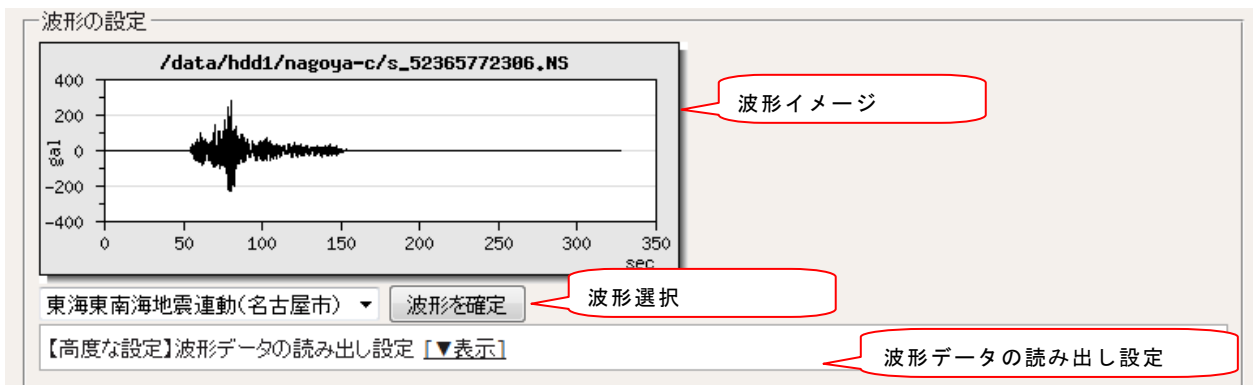 波形の設定
/data/hdd1/nagoya-c/s_52365772306.NS
400
200
gal
0
-200
-400
0 50 100 150 200 250 300 350
sec
波形イメージ
東海東南海地震連動(名古屋市) ▼ 波形を確定
波形選択
【高度な設定】波形データの読み出し設定 [▼表示]
波形データの読み出し設定